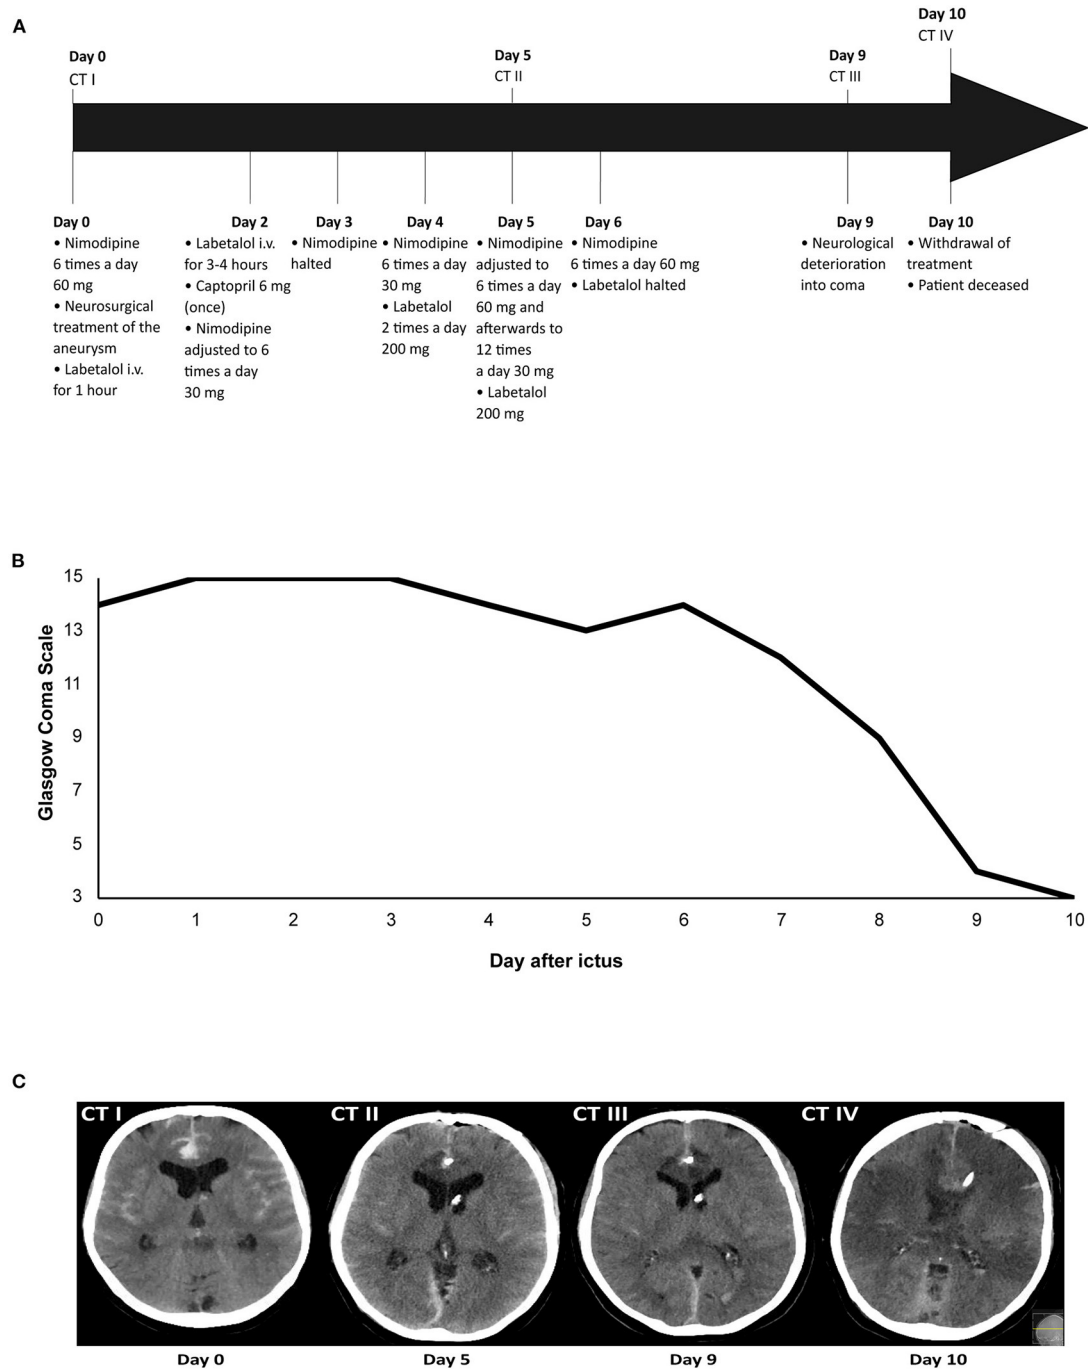 A
Day 0
CT I
Day 5
CT II
Day 9
CT III
Day 10
CT IV
Day 0
• Nimodipine
6 times a day
60 mg
• Neurosurgical
treatment of the
aneurysm
• Labetalol i.v.
for 1 hour
Day 2
• Labetalol i.v.
for 3-4 hours
• Captopril 6 mg
(once)
• Nimodipine
adjusted to 6
times a day
30 mg
Day 3
• Nimodipine
halted
Day 4
• Nimodipine
6 times a day
30 mg
• Labetalol
2 times a day
200 mg
Day 5
• Nimodipine
adjusted to
6 times a day
60 mg and
afterwards to
12 times
a day 30 mg
• Labetalol
200 mg
Day 6
• Nimodipine
6 times a day 60 mg
• Labetalol halted
Day 9
• Neurological
deterioration
into coma
Day 10
• Withdrawal of
treatment
• Patient deceased
B
Glasgow Coma Scale
15
13
11
9
7
5
3
0 1 2 3 4 5 6 7 8 9 10
Day after ictus
C
CT I CT II CT III CT IV
Day 0 Day 5 Day 9 Day 10